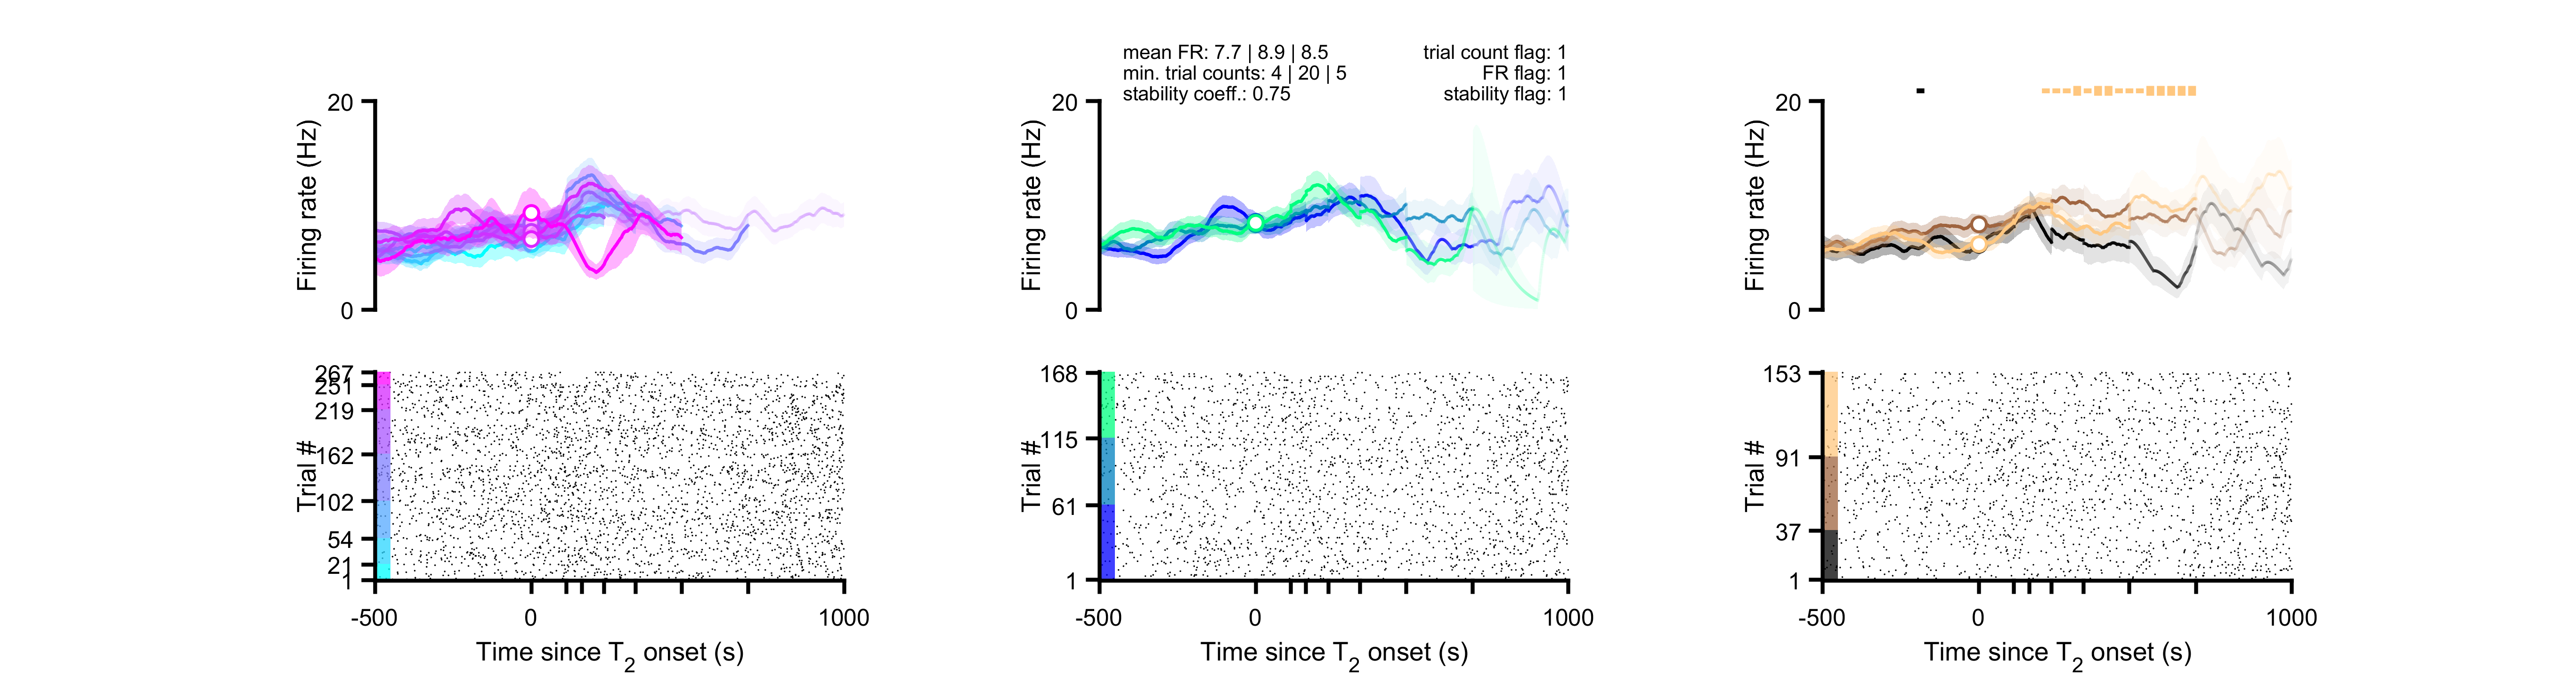 mean FR: 7.7 | 8.9 | 8.5
min. trial counts: 4 | 20 | 5
stability coeff.: 0.75
trial count flag: 1
FR flag: 1
stability flag: 1
20
Firing rate (Hz)
0
20
Firing rate (Hz)
0
20
Firing rate (Hz)
0
267
251
219
162
102
54
21
1
Trial #
-500
0
1000
Time since T2 onset (s)
168
115
61
1
Trial #
-500
0
1000
Time since T2 onset (s)
153
91
37
1
Trial #
-500
0
1000
Time since T2 onset (s)